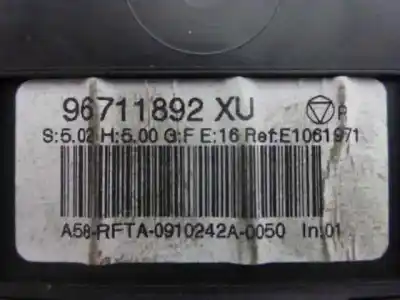 96711892 XU
P
S:5.02 H:5.00 G:F E:16 Ref:E1061971
A58-RFTA-0910242A-0050 In:01